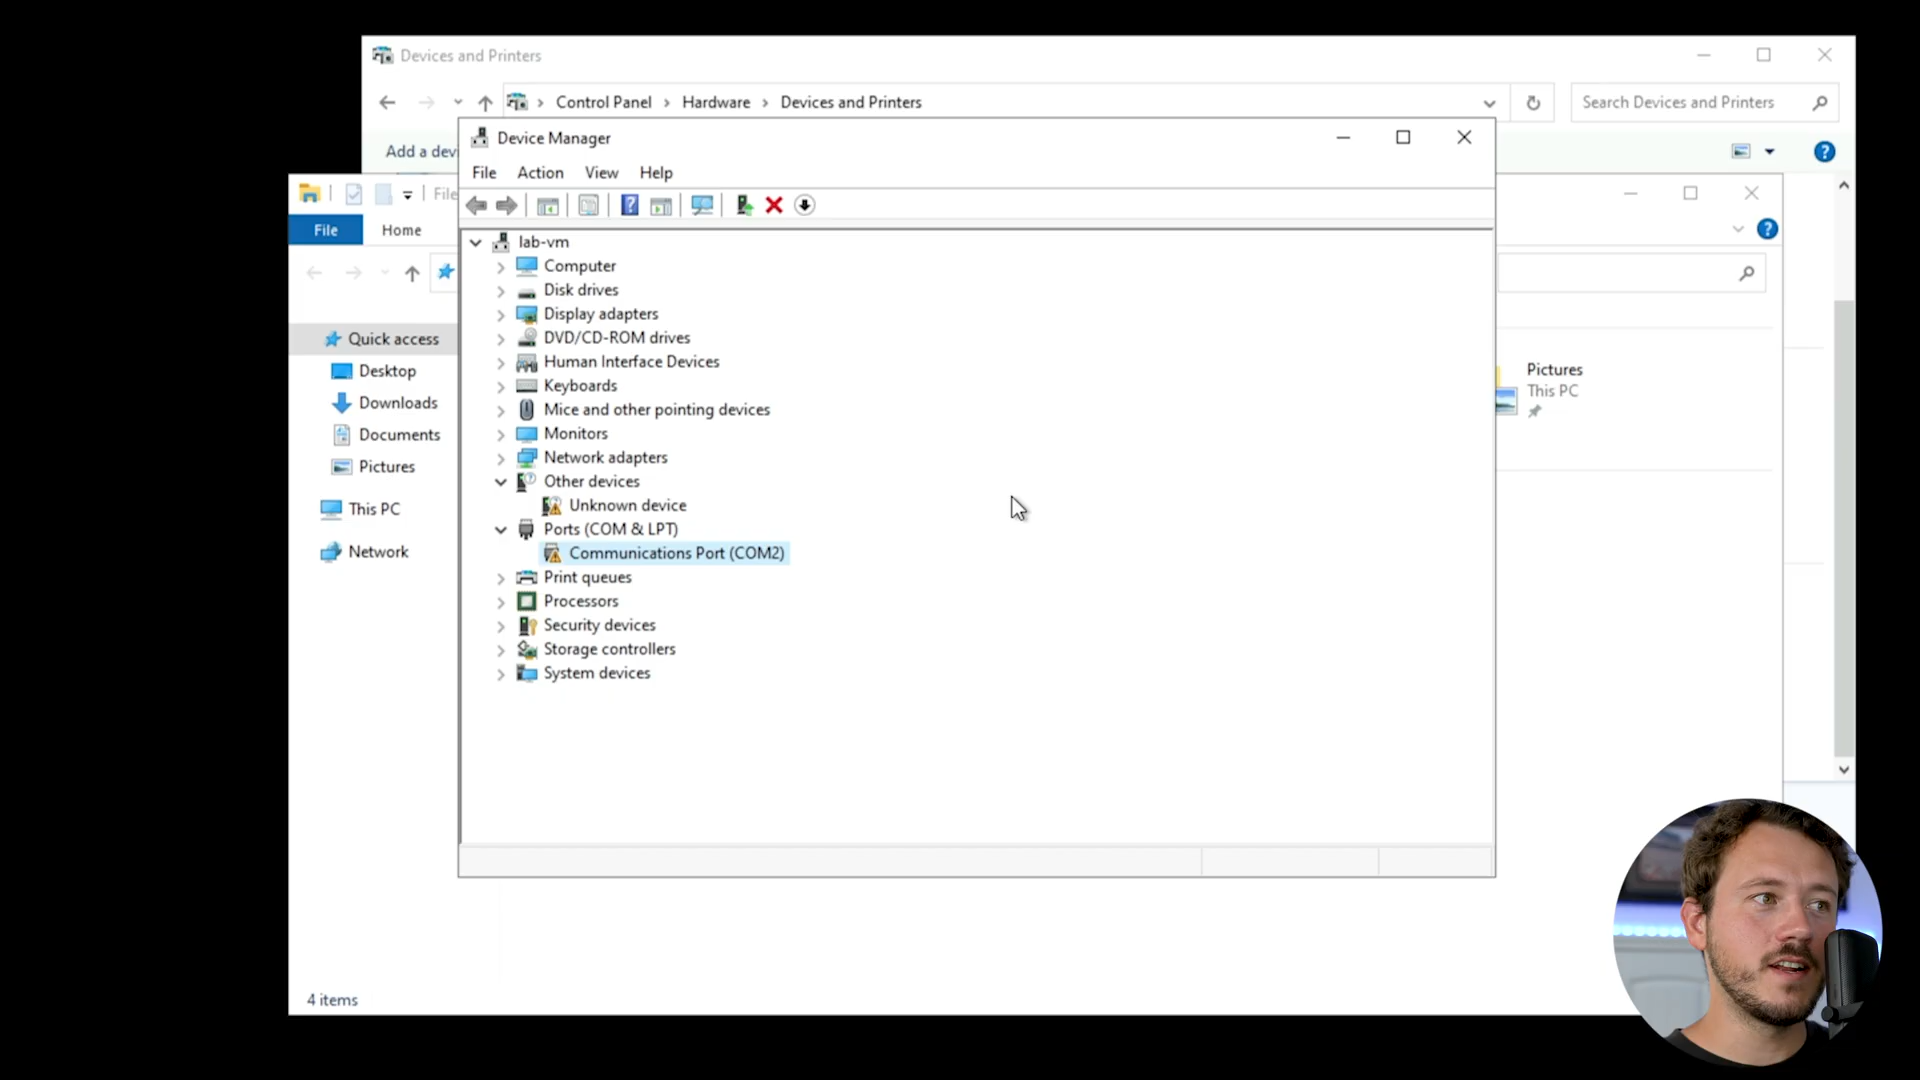 Devices and Printers
Control Panel > Hardware > Devices and Printers
Search Devices and Printers
Add a devi
Device Manager
File Action View Help
File
File Home
lab-vm
Computer
Disk drives
Display adapters
DVD/CD-ROM drives
Human Interface Devices
Keyboards
Mice and other pointing devices
Monitors
Network adapters
Other devices
Unknown device
Ports (COM & LPT)
Communications Port (COM2)
Print queues
Processors
Security devices
Storage controllers
System devices
Quick access
Desktop
Downloads
Documents
Pictures
This PC
Network
Pictures
This PC
4 items